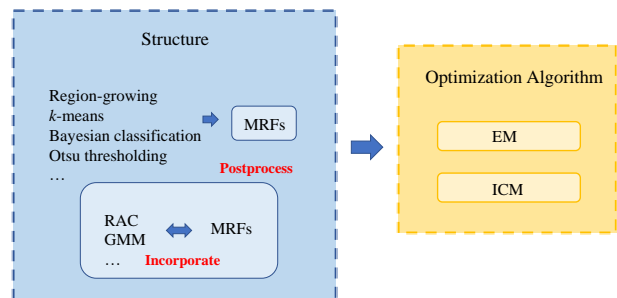 Structure
Region-growing
k-means
Bayesian classification
Otsu thresholding
…
MRFs
Postprocess
RAC
GMM
…
MRFs
Incorporate
Optimization Algorithm
EM
ICM